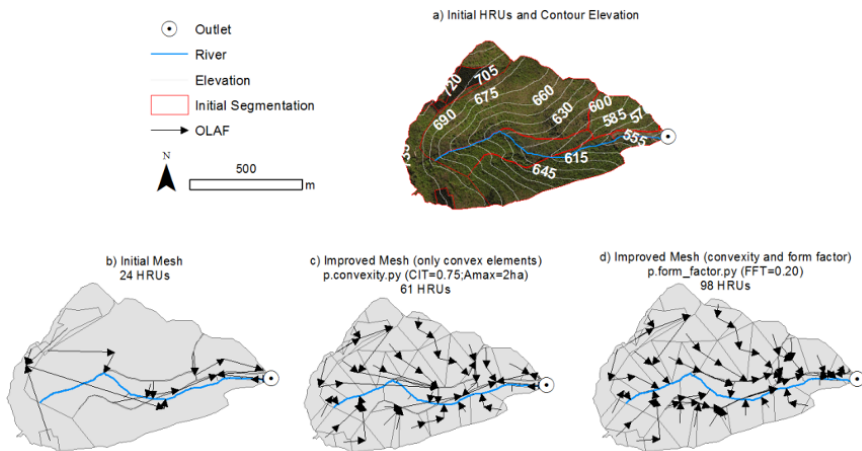 a) Initial HRUs and Contour Elevation
Outlet
River
Elevation
Initial Segmentation
OLAF
N
500
m
720
705
675
690
660
630
600
585
57
555
615
645
b) Initial Mesh
24 HRUs
c) Improved Mesh (only convex elements)
p.convexity.py (CIT=0.75;Amax=2ha)
61 HRUs
d) Improved Mesh (convexity and form factor)
p.form_factor.py (FFT=0.20)
98 HRUs